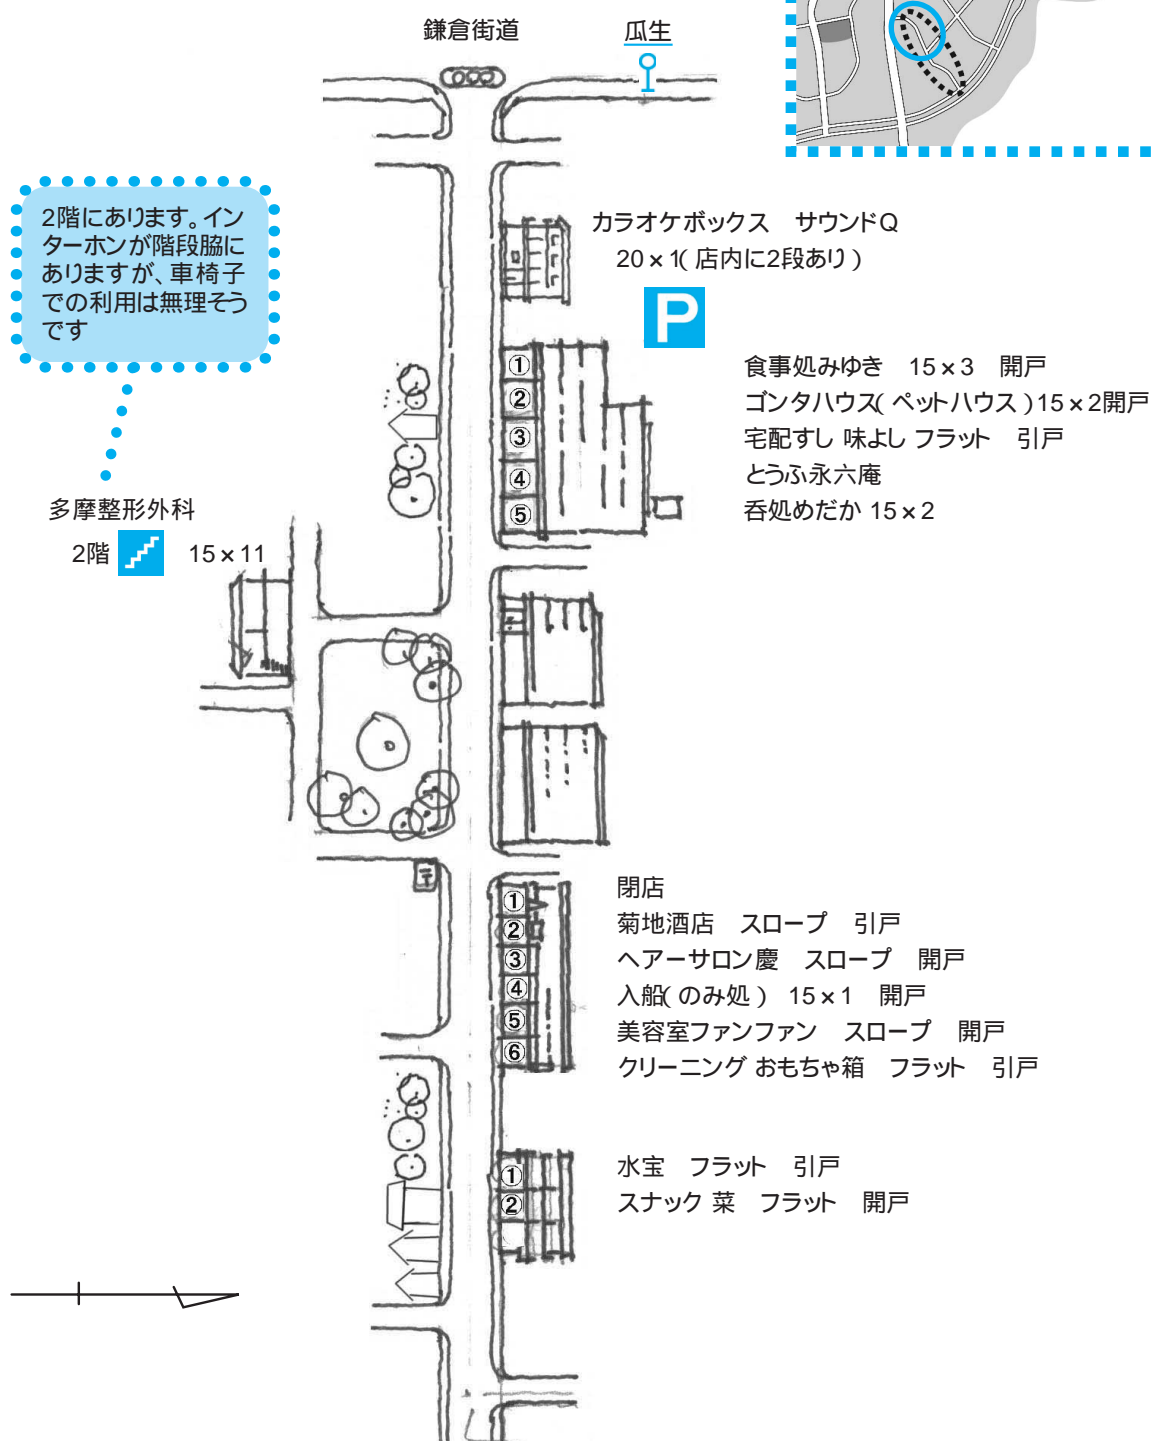 鎌倉街道
瓜生
2階にあります。イン
ターホンが階段脇に
ありますが、車椅子
での利用は無理そう
です
カラオケボックス　サウンドQ
20×1(店内に2段あり)
P
多摩整形外科
2階　15×11
①　食事処みゆき　15×3　開戸
②　ゴンタハウス(ペットハウス)15×2開戸
③　宅配すし 味よし フラット　引戸
④　とうふ永六庵
⑤　呑処めだか 15×2
①　閉店
②　菊地酒店　スロープ　引戸
③　ヘアーサロン慶　スロープ　開戸
④　入船(のみ処)　15×1　開戸
⑤　美容室ファンファン　スロープ　開戸
⑥　クリーニング おもちゃ箱　フラット　引戸
①　水宝　フラット　引戸
②　スナック 菜　フラット　開戸